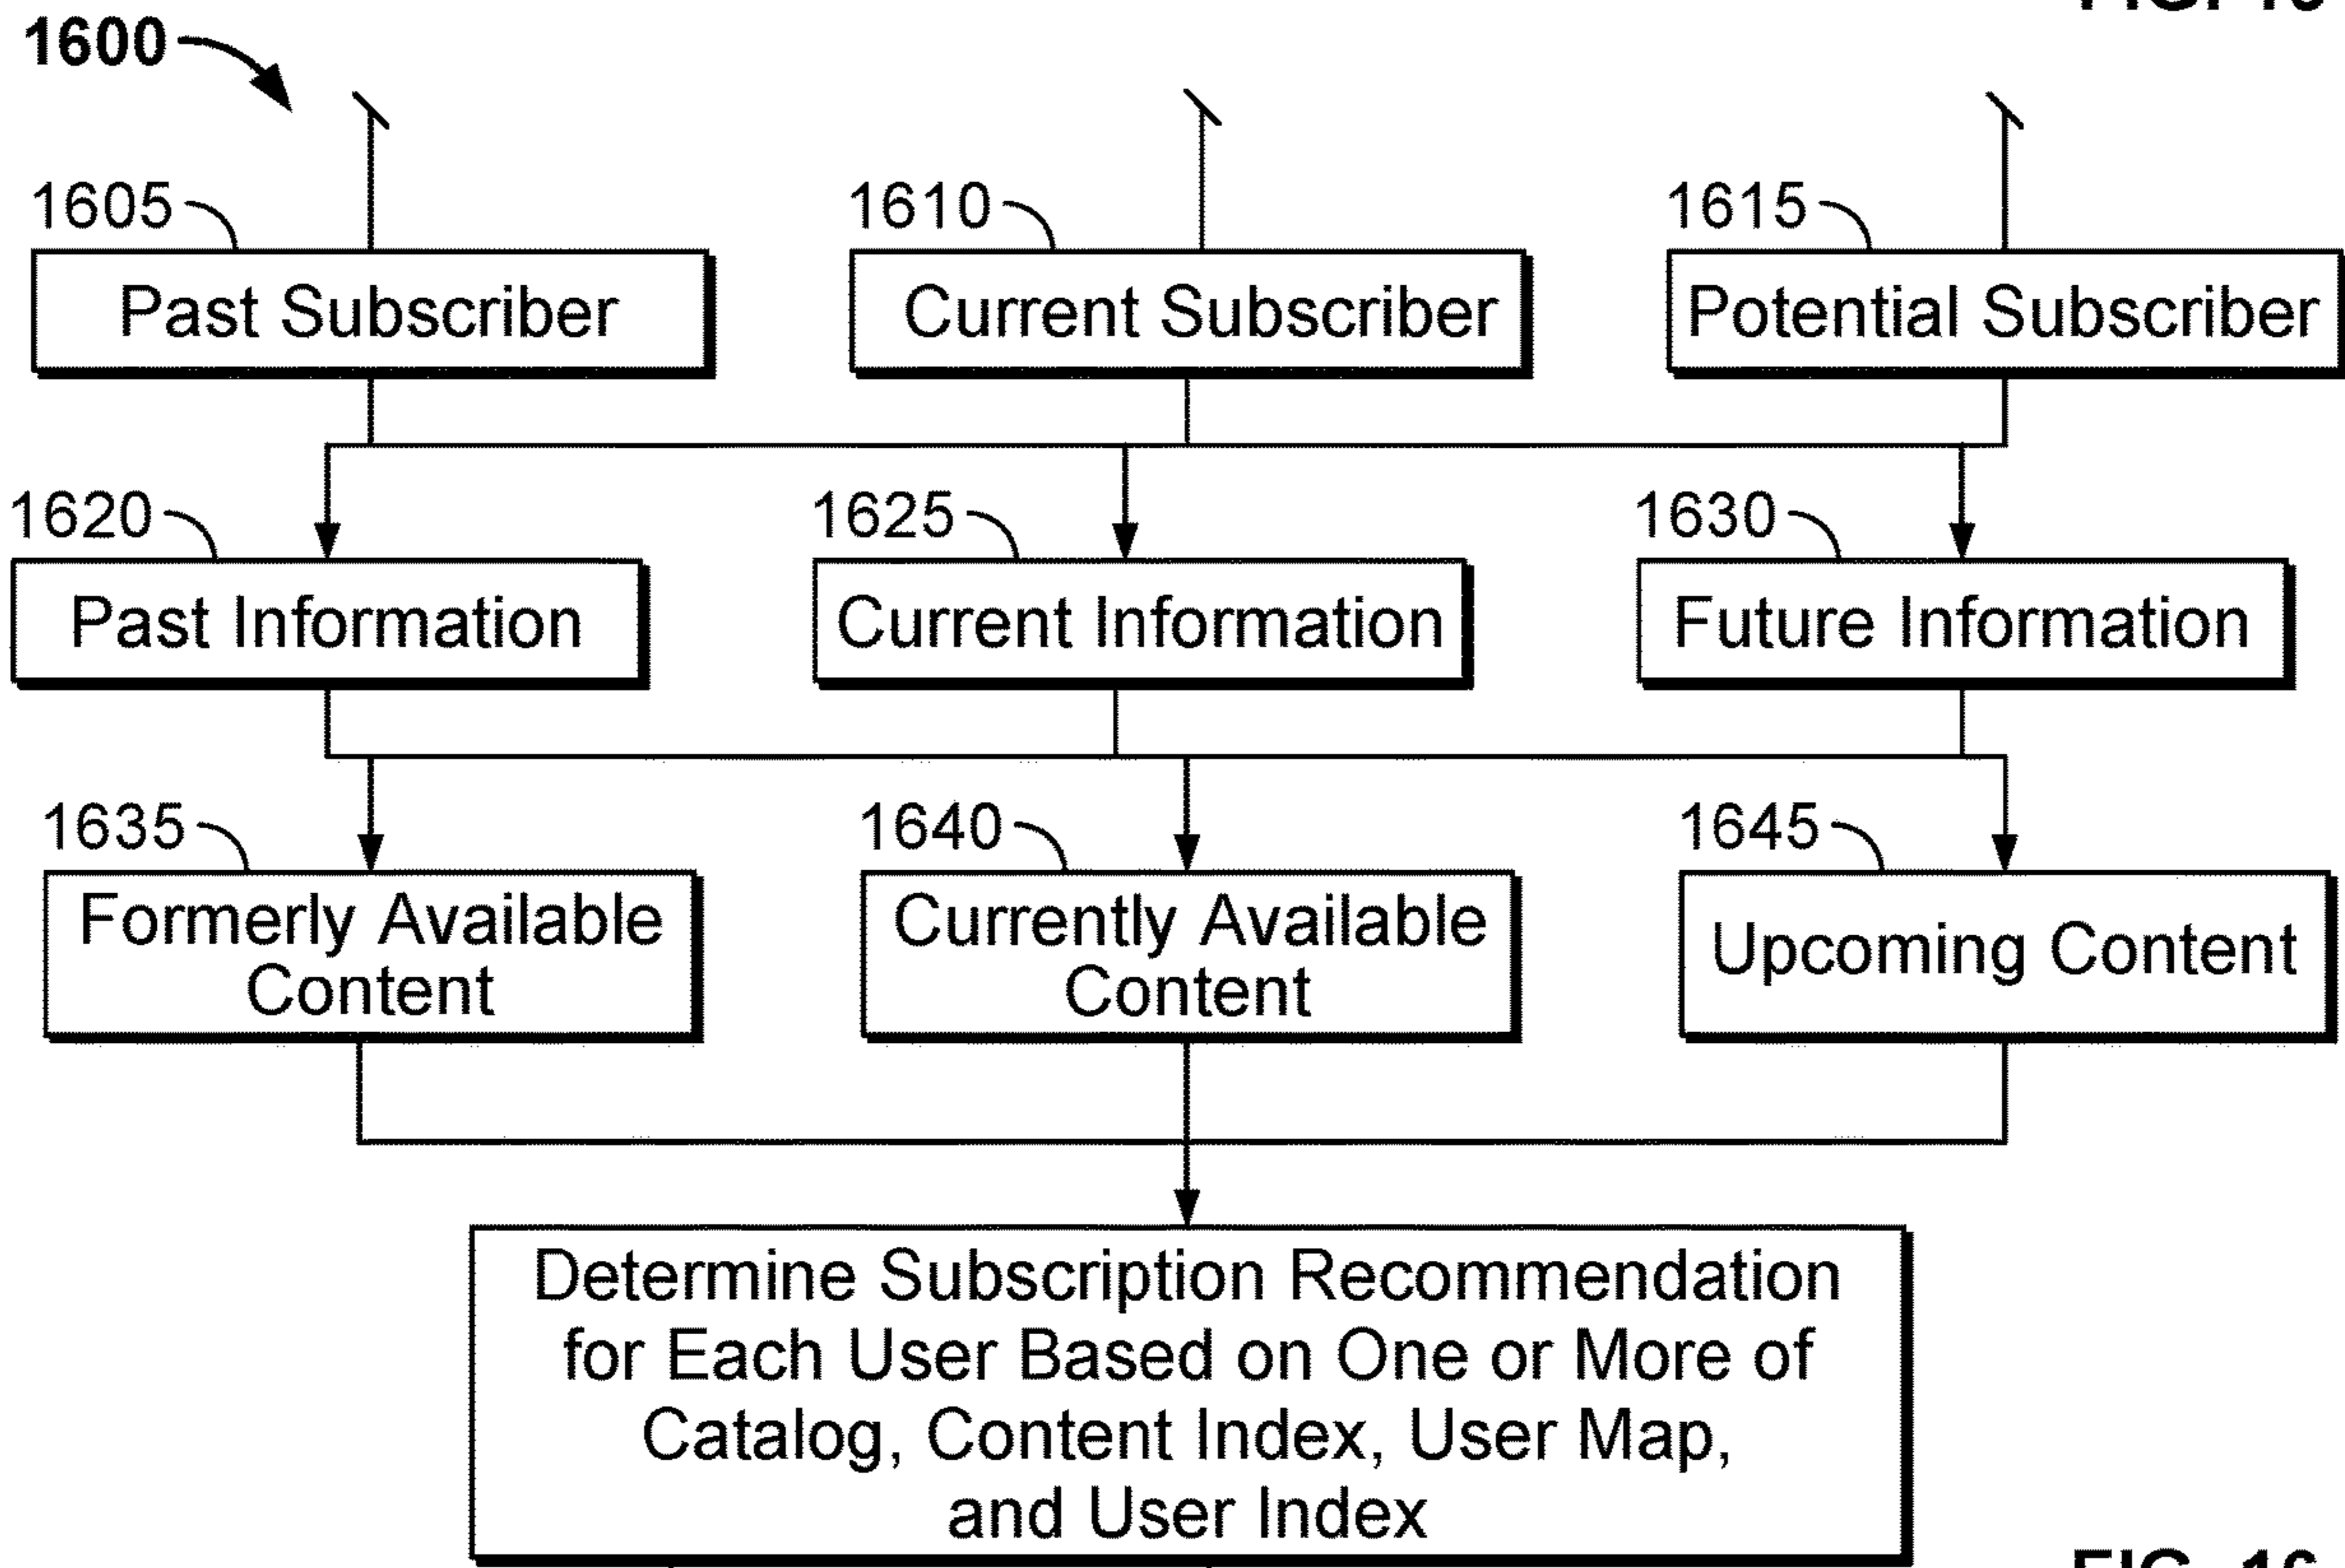 1600
1605
1610
1615
Past Subscriber
Current Subscriber
Potential Subscriber
1620
1625
1630
Past Information
Current Information
Future Information
1635
1640
1645
Formerly Available
Content
Currently Available
Content
Upcoming Content
Determine Subscription Recommendation
for Each User Based on One or More of
Catalog, Content Index, User Map,
and User Index